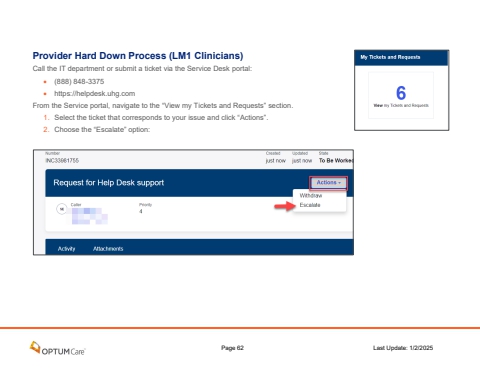 Provider Hard Down Process (LM1 Clinicians)
Call the IT department or submit a ticket via the Service Desk portal:
• (888) 848-3375
• https://helpdesk.uhg.com
From the Service portal, navigate to the "View my Tickets and Requests" section.
1. Select the ticket that corresponds to your issue and click "Actions".
2. Choose the "Escalate" option:
My Tickets and Requests
6
View my Tickets and Requests
Number Created Updated State
INC33981755 just now just now To Be Worked
Request for Help Desk support Actions
Withdraw
Escalate
Caller Priority
4
Activity Attachments
OPTUM Care Page 62 Last Update: 1/2/2025